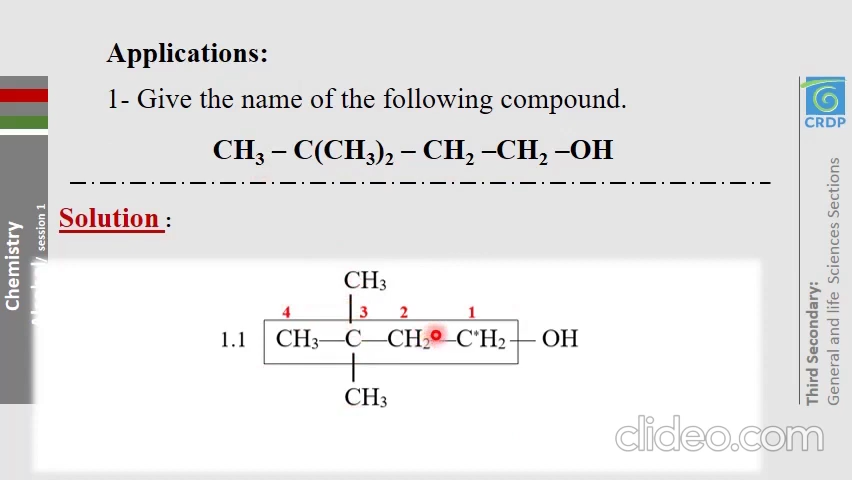 Applications:
1- Give the name of the following compound.
CH₃ – C(CH₃)₂ – CH₂ –CH₂ –OH
Solution :
CH₃
4 3 2 1
1.1 CH₃—C—CH₂—C*H₂— OH
CH₃
Chemistry
session 1
CRDP
Third Secondary:
General and life Sciences Sections
clideo.com